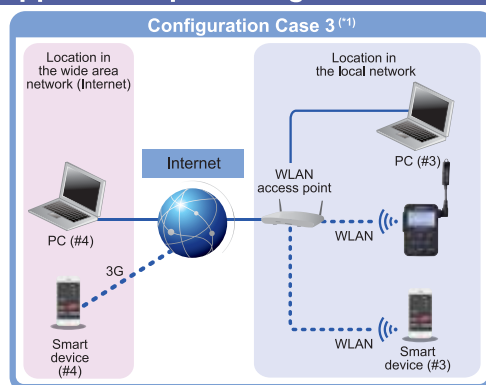 Configuration Case 3 (*1)
Location in
the wide area
network (Internet)
Location in
the local network
Internet
WLAN
access point
PC (#3)
PC (#4)
WLAN
3G
WLAN
Smart
device
(#4)
Smart
device (#3)